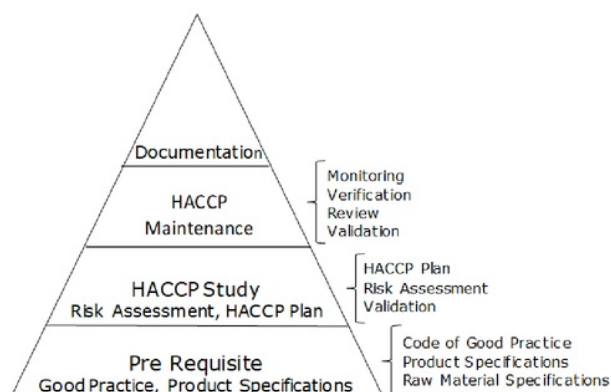 Documentation
HACCP
Maintenance
Monitoring
Verification
Review
Validation
HACCP Study
Risk Assessment, HACCP Plan
HACCP Plan
Risk Assessment
Validation
Pre Requisite
Good Practice, Product Specifications
Code of Good Practice
Product Specifications
Raw Material Specifications